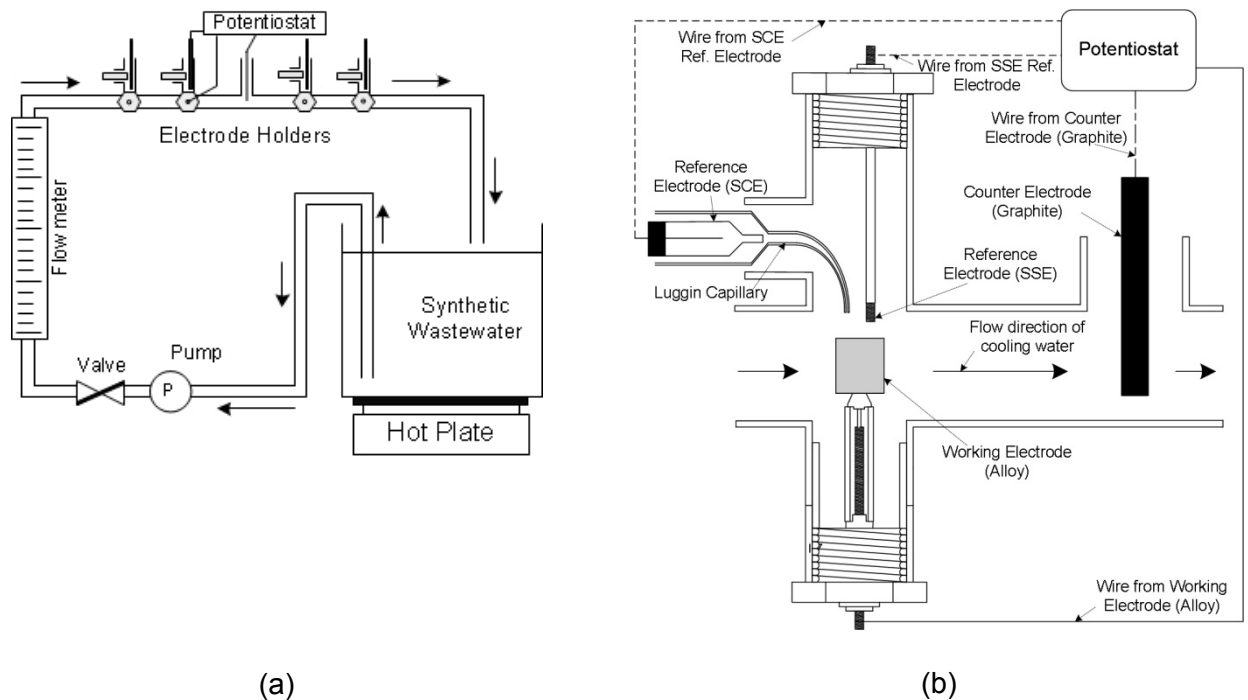 Potentiostat
Electrode Holders
Flow meter
Synthetic
Wastewater
Valve
Pump
P
Hot Plate
(a)
Wire from SCE
Ref. Electrode
Wire from SSE Ref.
Electrode
Potentiostat
Wire from Counter
Electrode (Graphite)
Reference
Electrode (SCE)
Counter Electrode
(Graphite)
Luggin Capillary
Reference
Electrode (SSE)
Flow direction of
cooling water
Working Electrode
(Alloy)
Wire from Working
Electrode (Alloy)
(b)